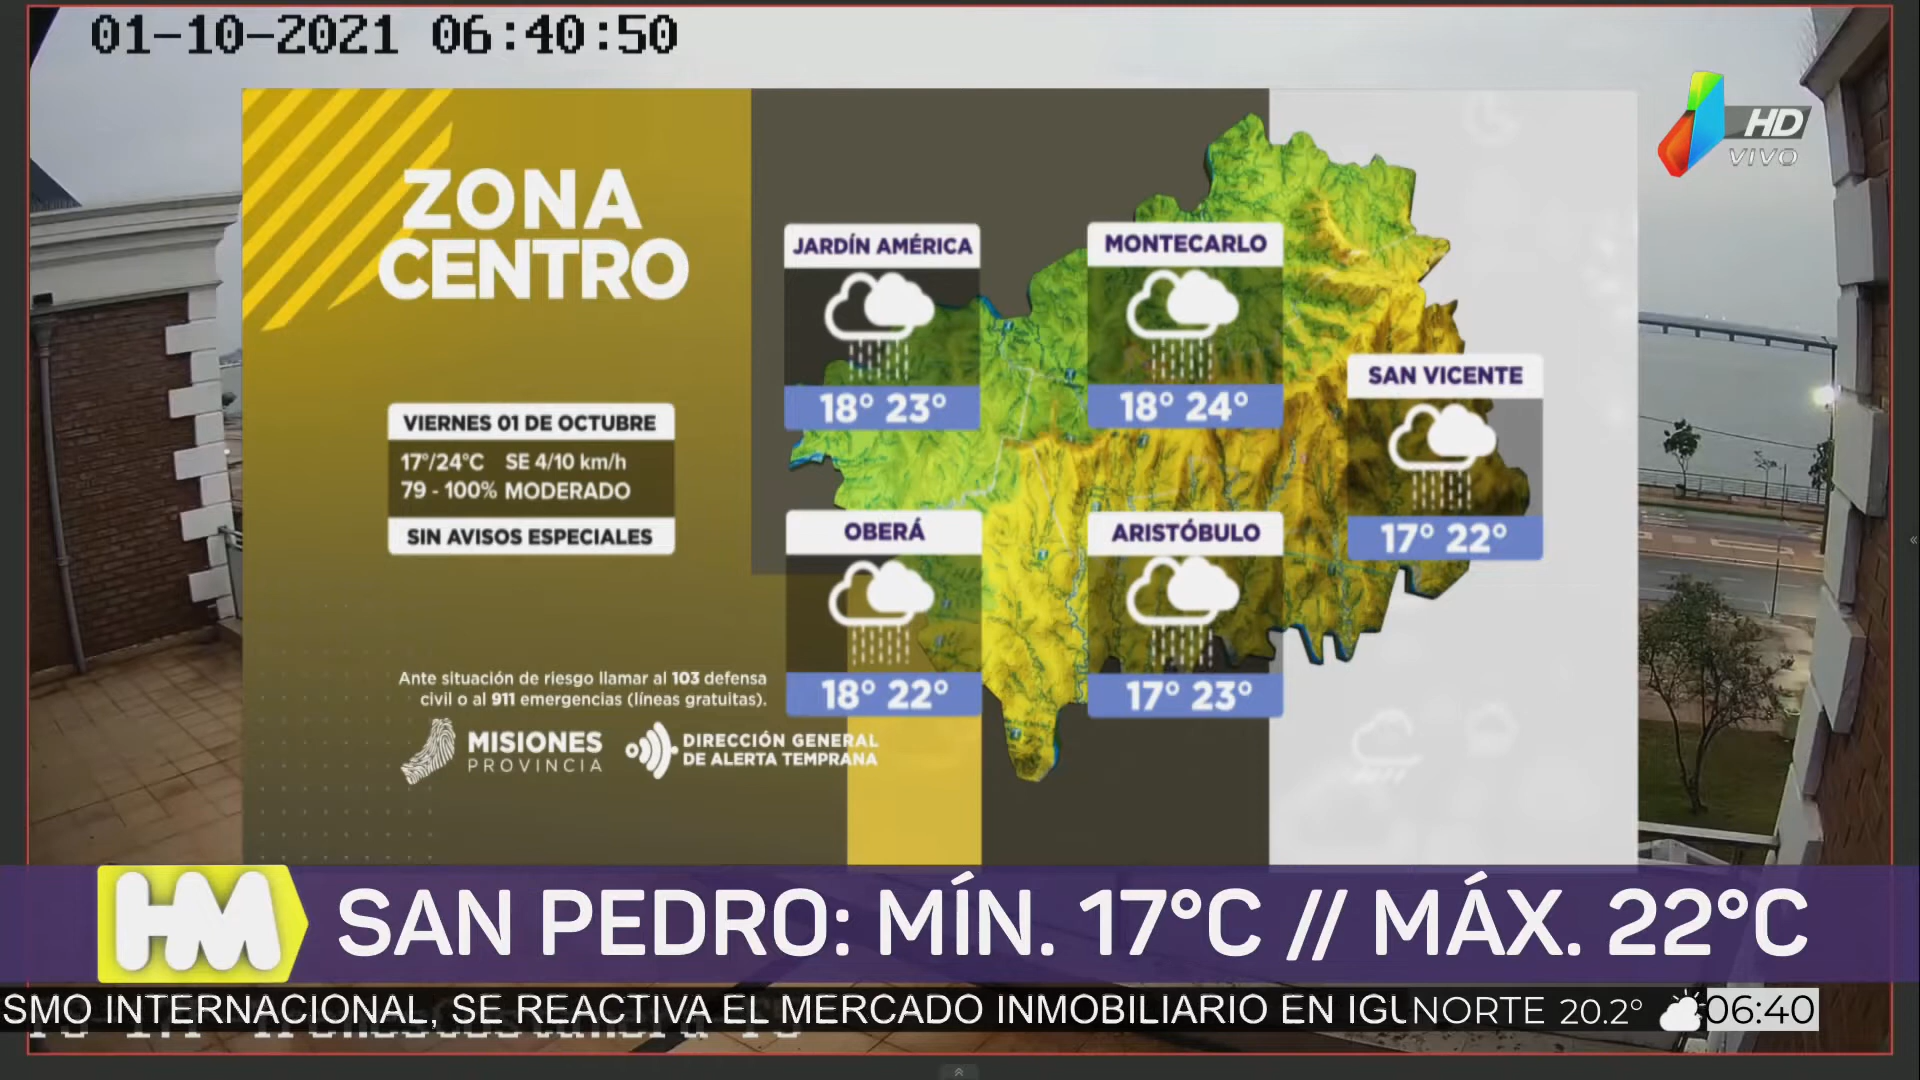 01-10-2021 06:40:50
HD
VIVO
ZONA
CENTRO
JARDÍN AMÉRICA
18° 23°
MONTECARLO
18° 24°
SAN VICENTE
17° 22°
VIERNES 01 DE OCTUBRE
17°/24°C SE 4/10 km/h
79 - 100% MODERADO
SIN AVISOS ESPECIALES
OBERÁ
18° 22°
ARISTÓBULO
17° 23°
Ante situación de riesgo llamar al 103 defensa
civil o al 911 emergencias (líneas gratuitas).
MISIONES
PROVINCIA
DIRECCIÓN GENERAL
DE ALERTA TEMPRANA
HM
SAN PEDRO: MÍN. 17°C // MÁX. 22°C
SMO INTERNACIONAL, SE REACTIVA EL MERCADO INMOBILIARIO EN IGU
NORTE 20.2° 06:40